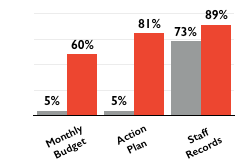 89%
81%
73%
60%
5% 5%
Monthly
Budget
Action
Plan
Staff
Records